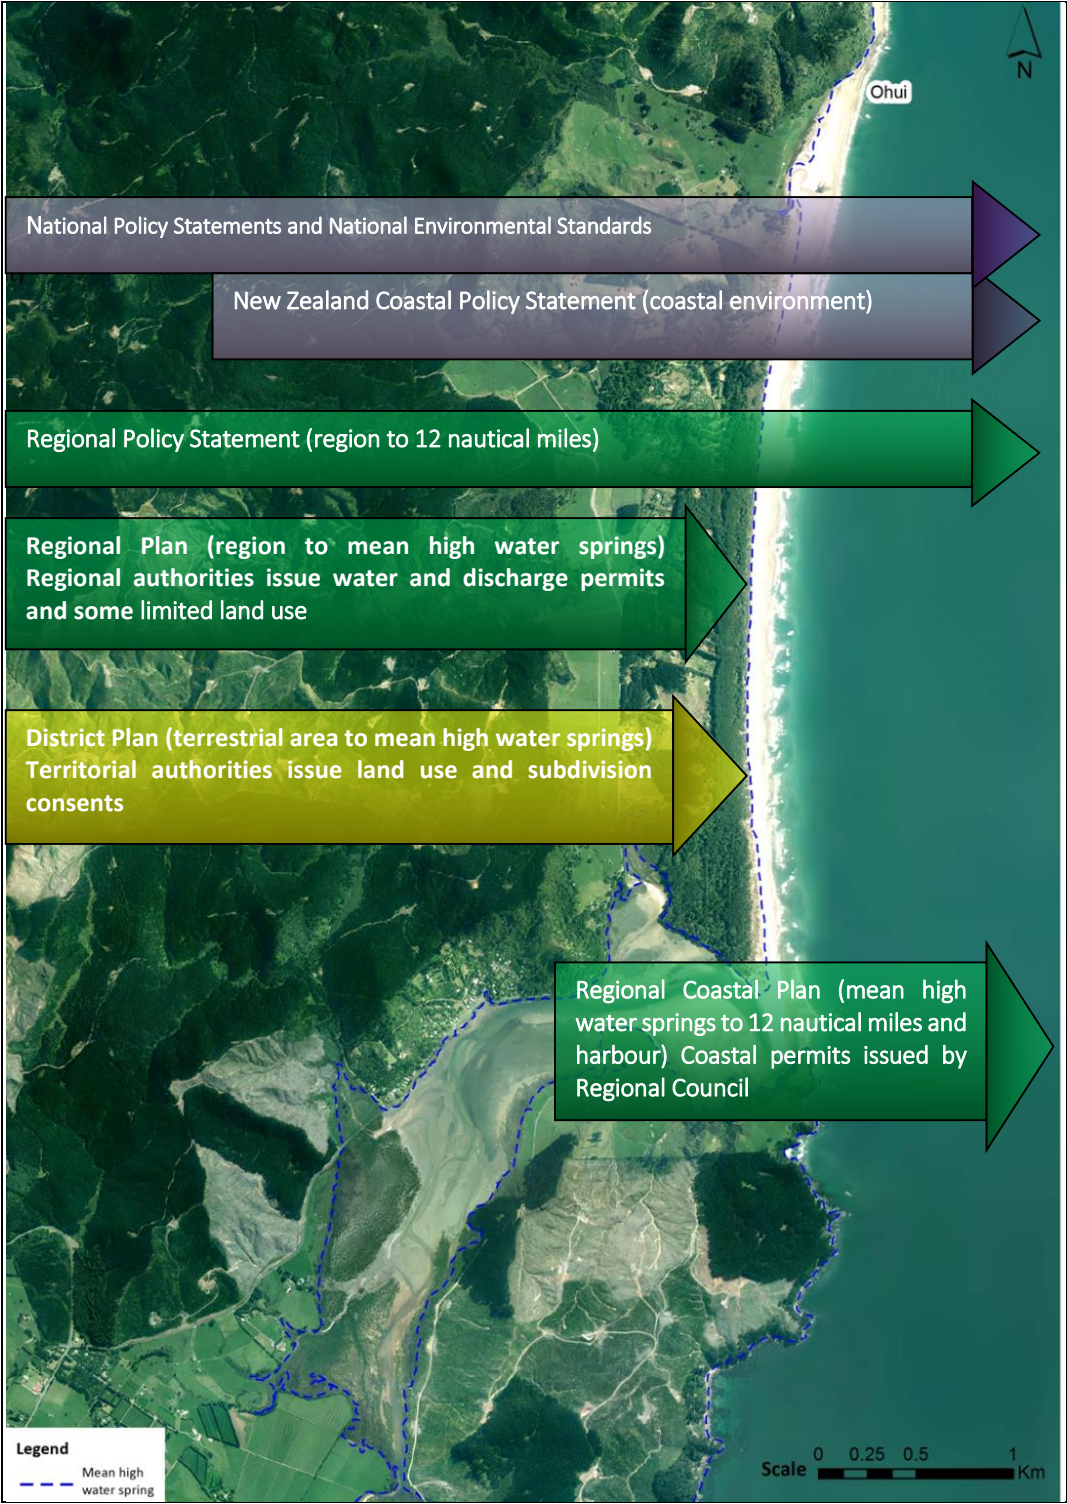 N
Ohui
National Policy Statements and National Environmental Standards
New Zealand Coastal Policy Statement (coastal environment)
Regional Policy Statement (region to 12 nautical miles)
Regional Plan (region to mean high water springs)
Regional authorities issue water and discharge permits
and some limited land use
District Plan (terrestrial area to mean high water springs)
Territorial authorities issue land use and subdivision
consents
Regional Coastal Plan (mean high
water springs to 12 nautical miles and
harbour) Coastal permits issued by
Regional Council
Legend
Mean high
water spring
Scale 0 0.25 0.5 1 Km